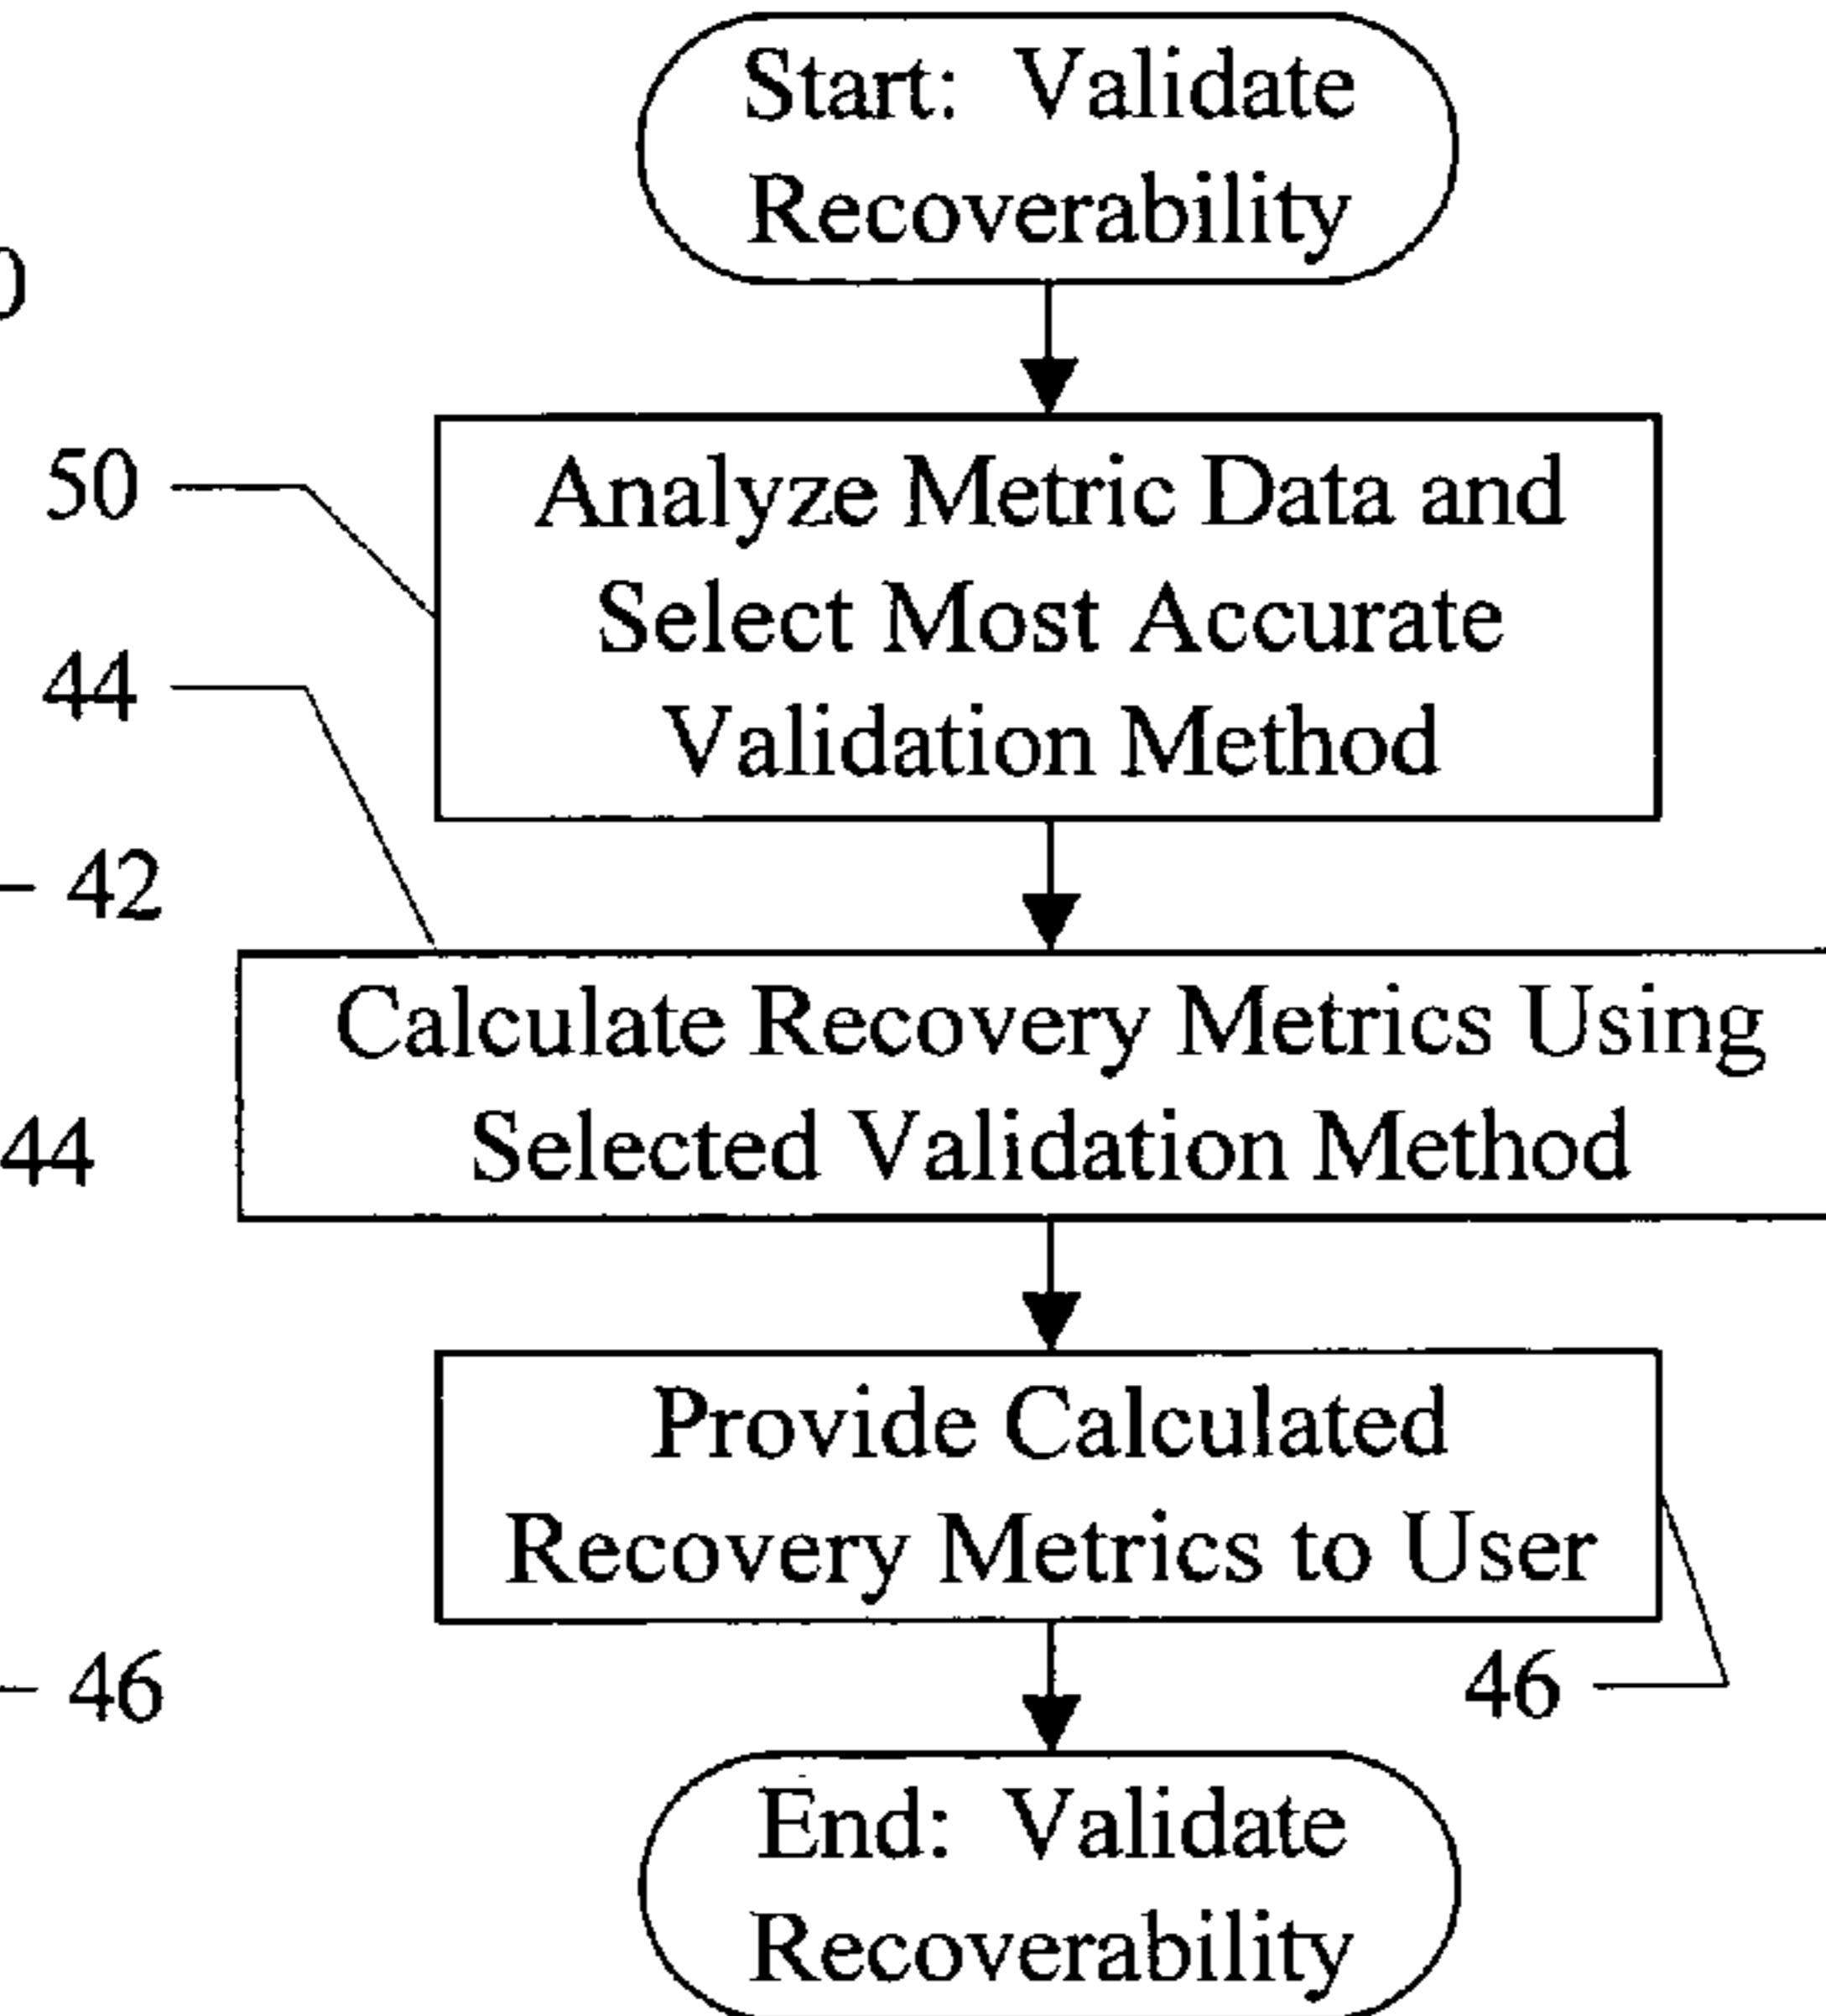 Start: Validate
Recoverability
50
Analyze Metric Data and
Select Most Accurate
Validation Method
44
42
Calculate Recovery Metrics Using
Selected Validation Method
44
Provide Calculated
Recovery Metrics to User
46
46
End: Validate
Recoverability